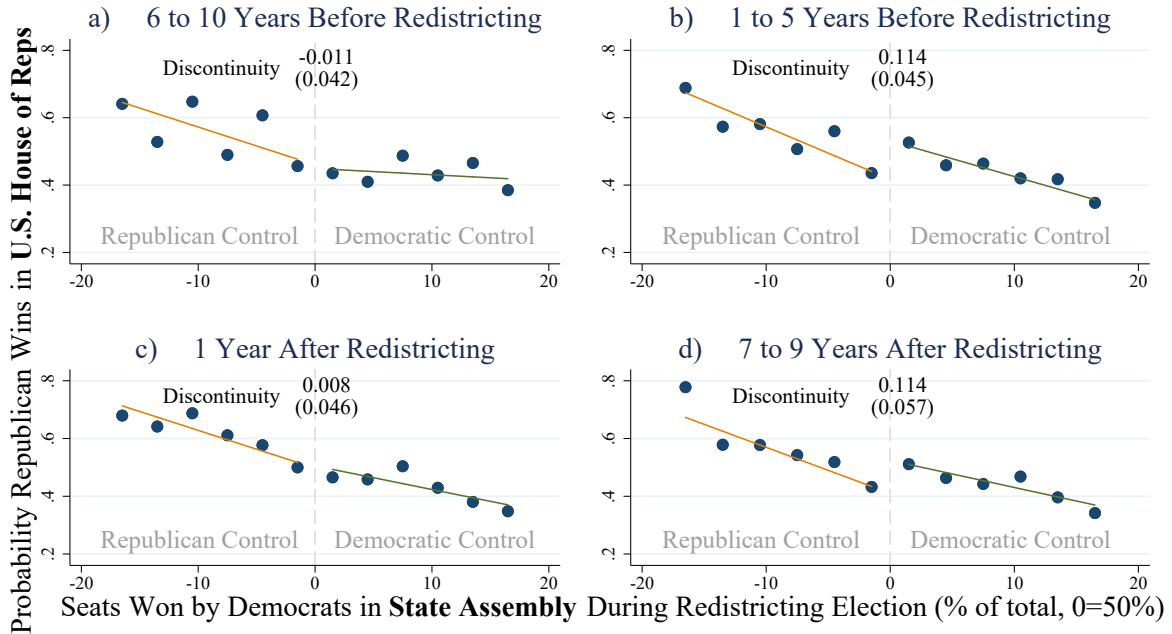 Probability Republican Wins in U.S. House of Reps
a) 6 to 10 Years Before Redistricting
.8
.6
.4
.2
Discontinuity
-0.011
(0.042)
Republican Control
Democratic Control
-20 -10 0 10 20
b) 1 to 5 Years Before Redistricting
.8
.6
.4
.2
Discontinuity
0.114
(0.045)
Republican Control
Democratic Control
-20 -10 0 10 20
c) 1 Year After Redistricting
.8
.6
.4
.2
Discontinuity
0.008
(0.046)
Republican Control
Democratic Control
-20 -10 0 10 20
d) 7 to 9 Years After Redistricting
.8
.6
.4
.2
Discontinuity
0.114
(0.057)
Republican Control
Democratic Control
-20 -10 0 10 20
Seats Won by Democrats in State Assembly During Redistricting Election (% of total, 0=50%)